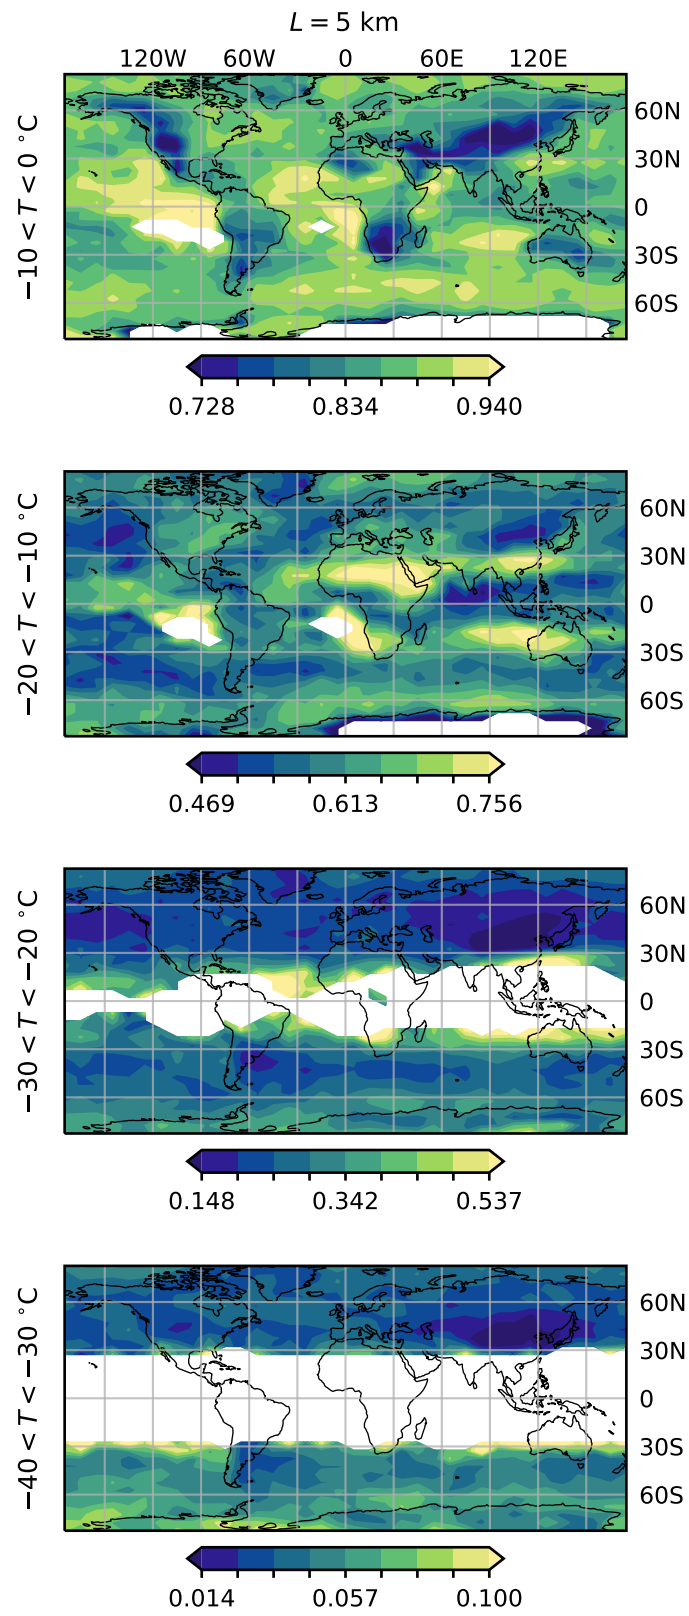 L = 5 km
120W 60W 0 60E 120E
−10 < T < 0 °C
60N
30N
0
30S
60S
0.728 0.834 0.940
−20 < T < −10 °C
60N
30N
0
30S
60S
0.469 0.613 0.756
−30 < T < −20 °C
60N
30N
0
30S
60S
0.148 0.342 0.537
−40 < T < −30 °C
60N
30N
0
30S
60S
0.014 0.057 0.100